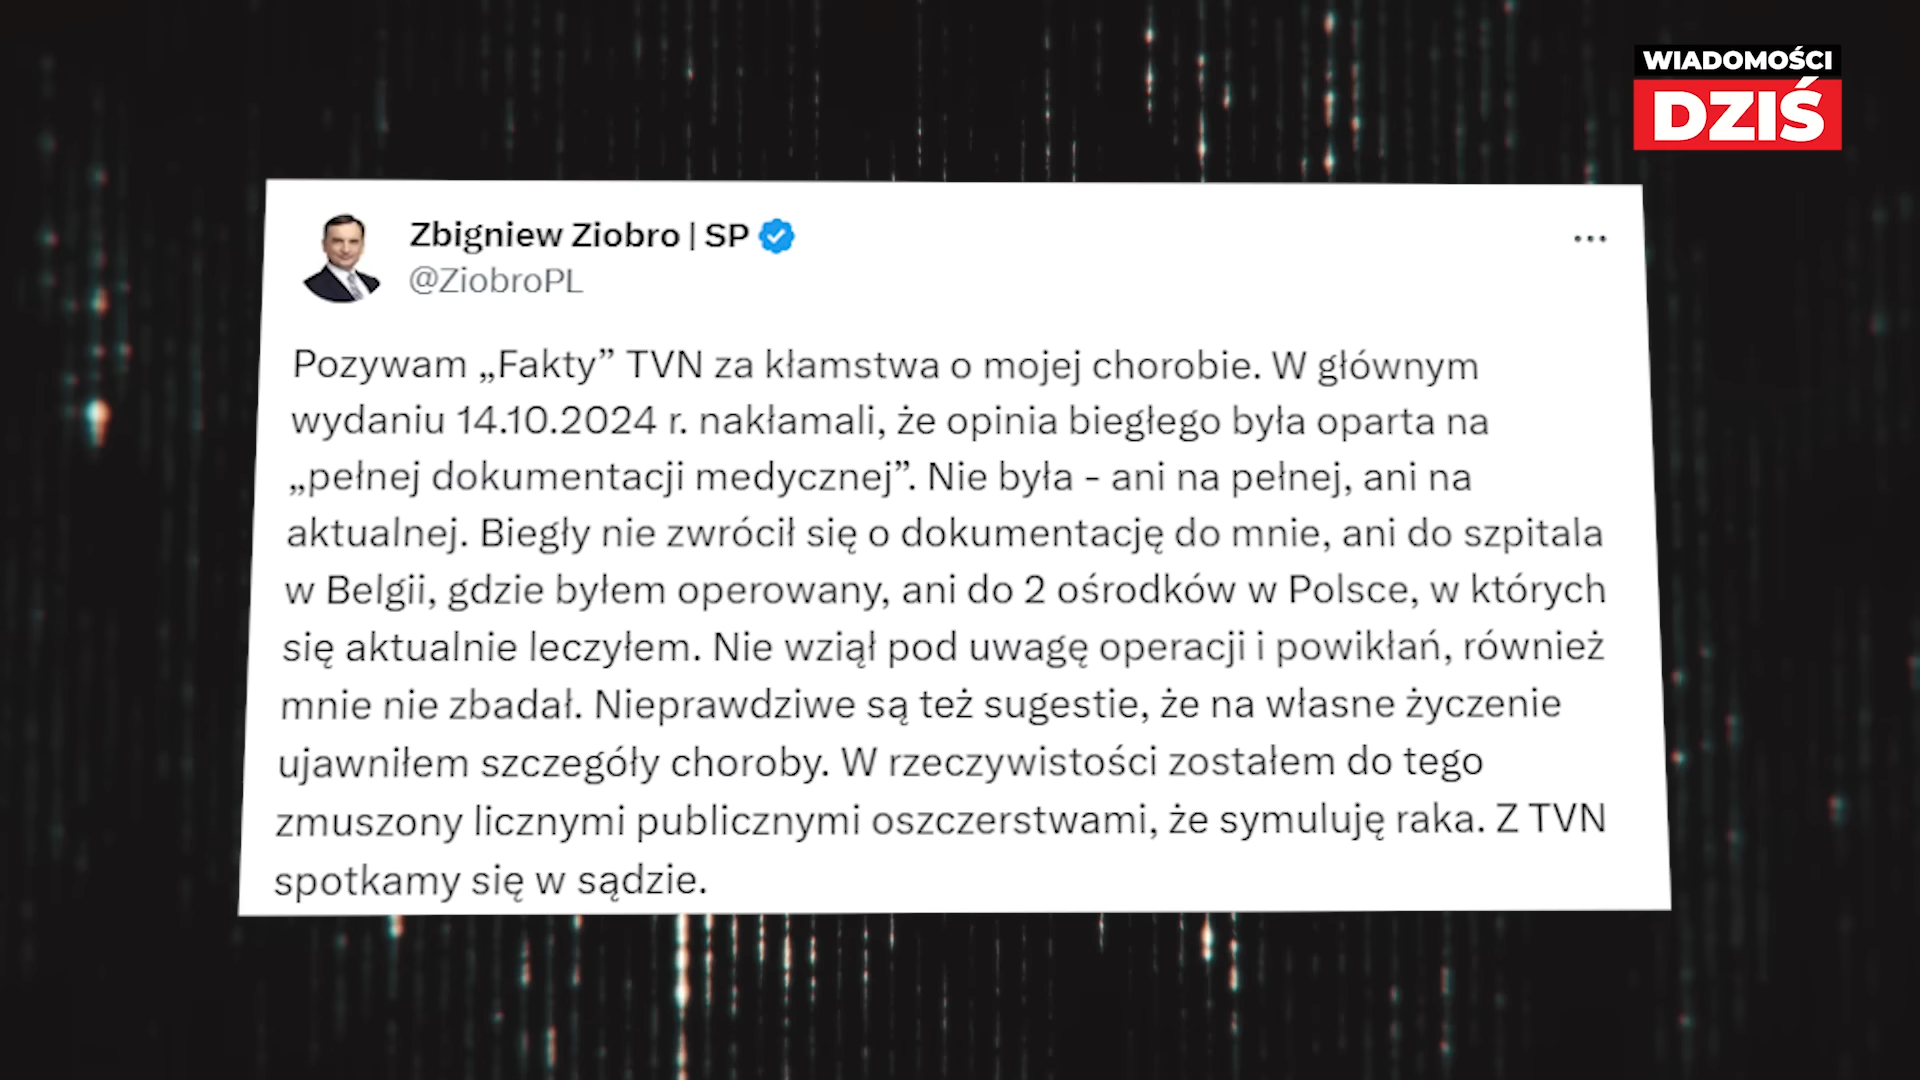 WIADOMOŚCI
DZIŚ
Zbigniew Ziobro | SP
@ZiobroPL
Pozywam „Fakty” TVN za kłamstwa o mojej chorobie. W głównym
wydaniu 14.10.2024 r. nakłamali, że opinia biegłego była oparta na
„pełnej dokumentacji medycznej”. Nie była - ani na pełnej, ani na
aktualnej. Biegły nie zwrócił się o dokumentację do mnie, ani do szpitala
w Belgii, gdzie byłem operowany, ani do 2 ośrodków w Polsce, w których
się aktualnie leczyłem. Nie wziął pod uwagę operacji i powikłań, również
mnie nie zbadał. Nieprawdziwe są też sugestie, że na własne życzenie
ujawniłem szczegóły choroby. W rzeczywistości zostałem do tego
zmuszony licznymi publicznymi oszczerstwami, że symuluję raka. Z TVN
spotkamy się w sądzie.